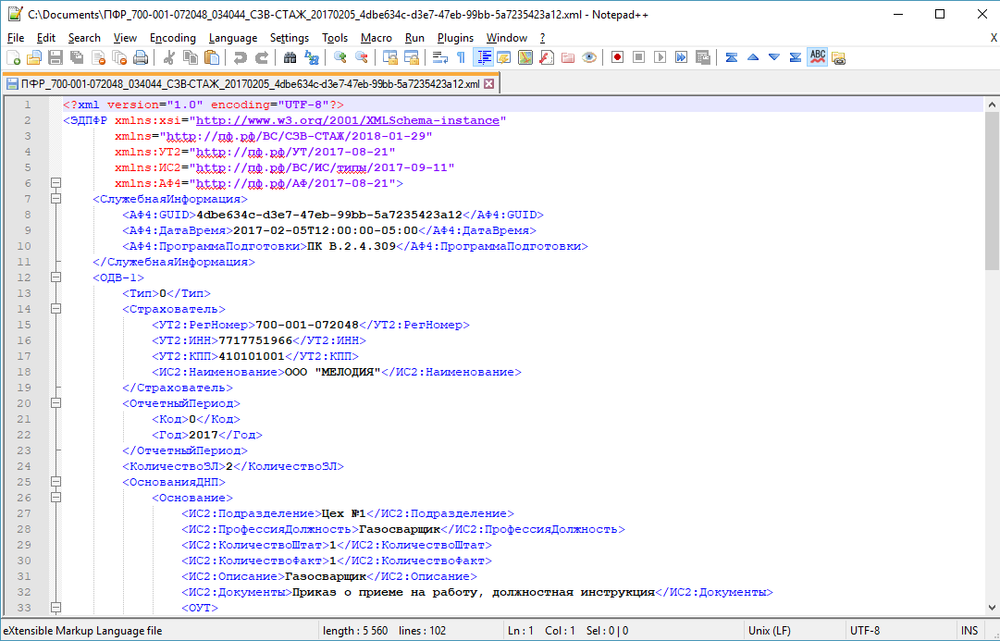 C:\Documents\ПФР_700-001-072048_034044_СЗВ-СТАЖ_20170205_4dbe634c-d3e7-47eb-99bb-5a7235423a12.xml - Notepad++
File Edit Search View Encoding Language Settings Tools Macro Run Plugins Window ? X
ПФР_700-001-072048_034044_СЗВ-СТАЖ_20170205_4dbe634c-d3e7-47eb-99bb-5a7235423a12.xml
1 <?xml version="1.0" encoding="UTF-8"?>
2 <ЭДПФР xmlns:xsi="http://www.w3.org/2001/XMLSchema-instance"
3 xmlns="http://пф.рф/ВС/СЗВ-СТАЖ/2018-01-29"
4 xmlns:УТ2="http://пф.рф/УТ/2017-08-21"
5 xmlns:ИС2="http://пф.рф/ВС/ИС/типы/2017-09-11"
6 xmlns:АФ4="http://пф.рф/АФ/2017-08-21">
7 <СлужебнаяИнформация>
8 <АФ4:GUID>4dbe634c-d3e7-47eb-99bb-5a7235423a12</АФ4:GUID>
9 <АФ4:ДатаВремя>2017-02-05T12:00:00-05:00</АФ4:ДатаВремя>
10 <АФ4:ПрограммаПодготовки>ПК В.2.4.309</АФ4:ПрограммаПодготовки>
11 </СлужебнаяИнформация>
12 <ОДВ-1>
13 <Тип>0</Тип>
14 <Страхователь>
15 <УТ2:РегНомер>700-001-072048</УТ2:РегНомер>
16 <УТ2:ИНН>7717751966</УТ2:ИНН>
17 <УТ2:КПП>410101001</УТ2:КПП>
18 <ИС2:Наименование>ООО "МЕЛОДИЯ"</ИС2:Наименование>
19 </Страхователь>
20 <ОтчетныйПериод>
21 <Код>0</Код>
22 <Год>2017</Год>
23 </ОтчетныйПериод>
24 <КоличествоЗЛ>2</КоличествоЗЛ>
25 <ОснованияДНП>
26 <Основание>
27 <ИС2:Подразделение>Цех №1</ИС2:Подразделение>
28 <ИС2:ПрофессияДолжность>Газосварщик</ИС2:ПрофессияДолжность>
29 <ИС2:КоличествоШтат>1</ИС2:КоличествоШтат>
30 <ИС2:КоличествоФакт>1</ИС2:КоличествоФакт>
31 <ИС2:Описание>Газосварщик</ИС2:Описание>
32 <ИС2:Документы>Приказ о приеме на работу, должностная инструкция</ИС2:Документы>
33 <ОУТ>
eXtensible Markup Language file length : 5 560 lines : 102 Ln : 1 Col : 1 Sel : 0 | 0 Unix (LF) UTF-8 INS